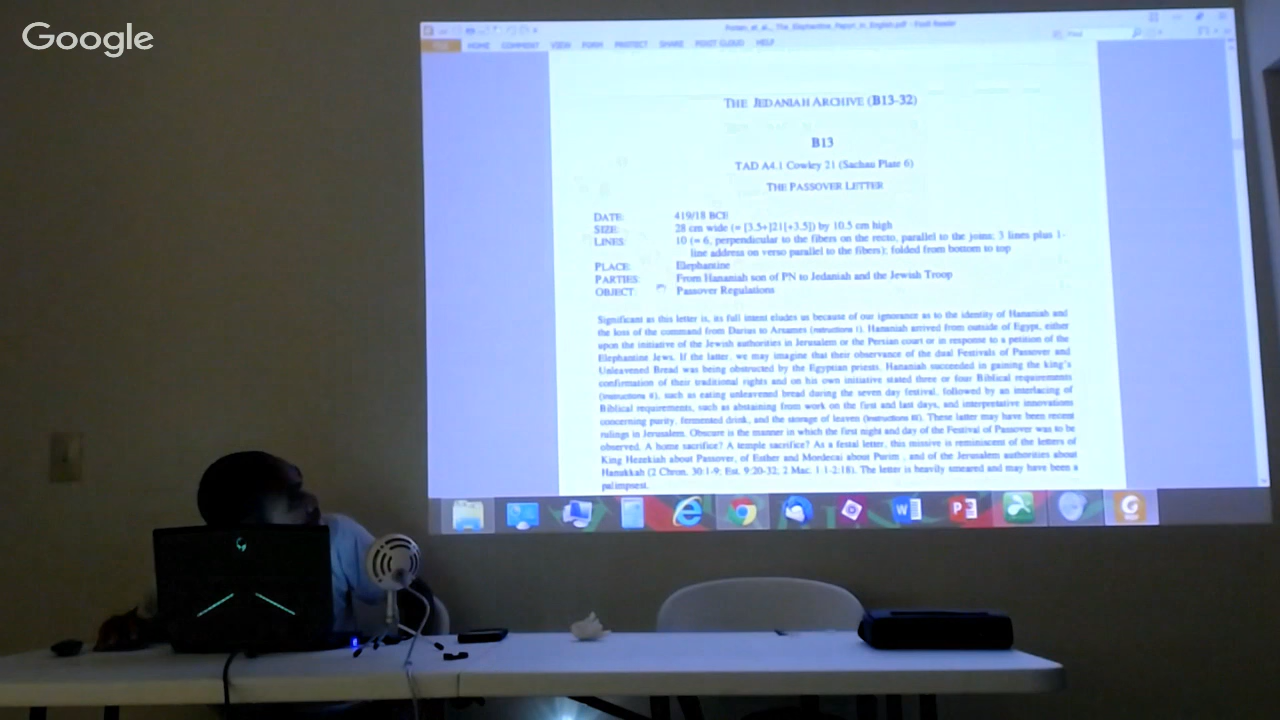 Google
Porten_et_al._The_Elephantine_Papyri_in_English.pdf - Foxit Reader
FILE HOME COMMENT VIEW FORM PROTECT SHARE FOXIT CLOUD HELP
Find
THE JEDANIAH ARCHIVE (B13-32)
B13
TAD A4.1 Cowley 21 (Sachau Plate 6)
THE PASSOVER LETTER
DATE: 419/18 BCE
SIZE: 28 cm wide (= [3.5+]21[+3.5]) by 10.5 cm high
LINES: 10 (= 6, perpendicular to the fibers on the recto, parallel to the joins; 3 lines plus 1-
line address on verso parallel to the fibers); folded from bottom to top
PLACE: Elephantine
PARTIES: From Hananiah son of PN to Jedaniah and the Jewish Troop
OBJECT: Passover Regulations
Significant as this letter is, its full intent eludes us because of our ignorance as to the identity of Hananiah and
the loss of the command from Darius to Arsames (Instructions I). Hananiah arrived from outside of Egypt, either
upon the initiative of the Jewish authorities in Jerusalem or the Persian court or in response to a petition of the
Elephantine Jews. If the latter, we may imagine that their observance of the dual Festivals of Passover and
Unleavened Bread was being obstructed by the Egyptian priests. Hananiah succeeded in gaining the king's
confirmation of their traditional rights and on his own initiative stated three or four Biblical requirements
(Instructions II), such as eating unleavened bread during the seven day festival, followed by an interlacing of
Biblical requirements, such as abstaining from work on the first and last days, and interpretative innovations
concerning purity, fermented drink, and the storage of leaven (Instructions III). These latter may have been recent
rulings in Jerusalem. Obscure is the manner in which the first night and day of the Festival of Passover was to be
observed. A home sacrifice? A temple sacrifice? As a festal letter, this missive is reminiscent of the letters of
King Hezekiah about Passover, of Esther and Mordecai about Purim, and of the Jerusalem authorities about
Hanukkah (2 Chron. 30:1-9; Est. 9:20-32; 2 Mac. 1:1-2:18). The letter is heavily smeared and may have been a
palimpsest.